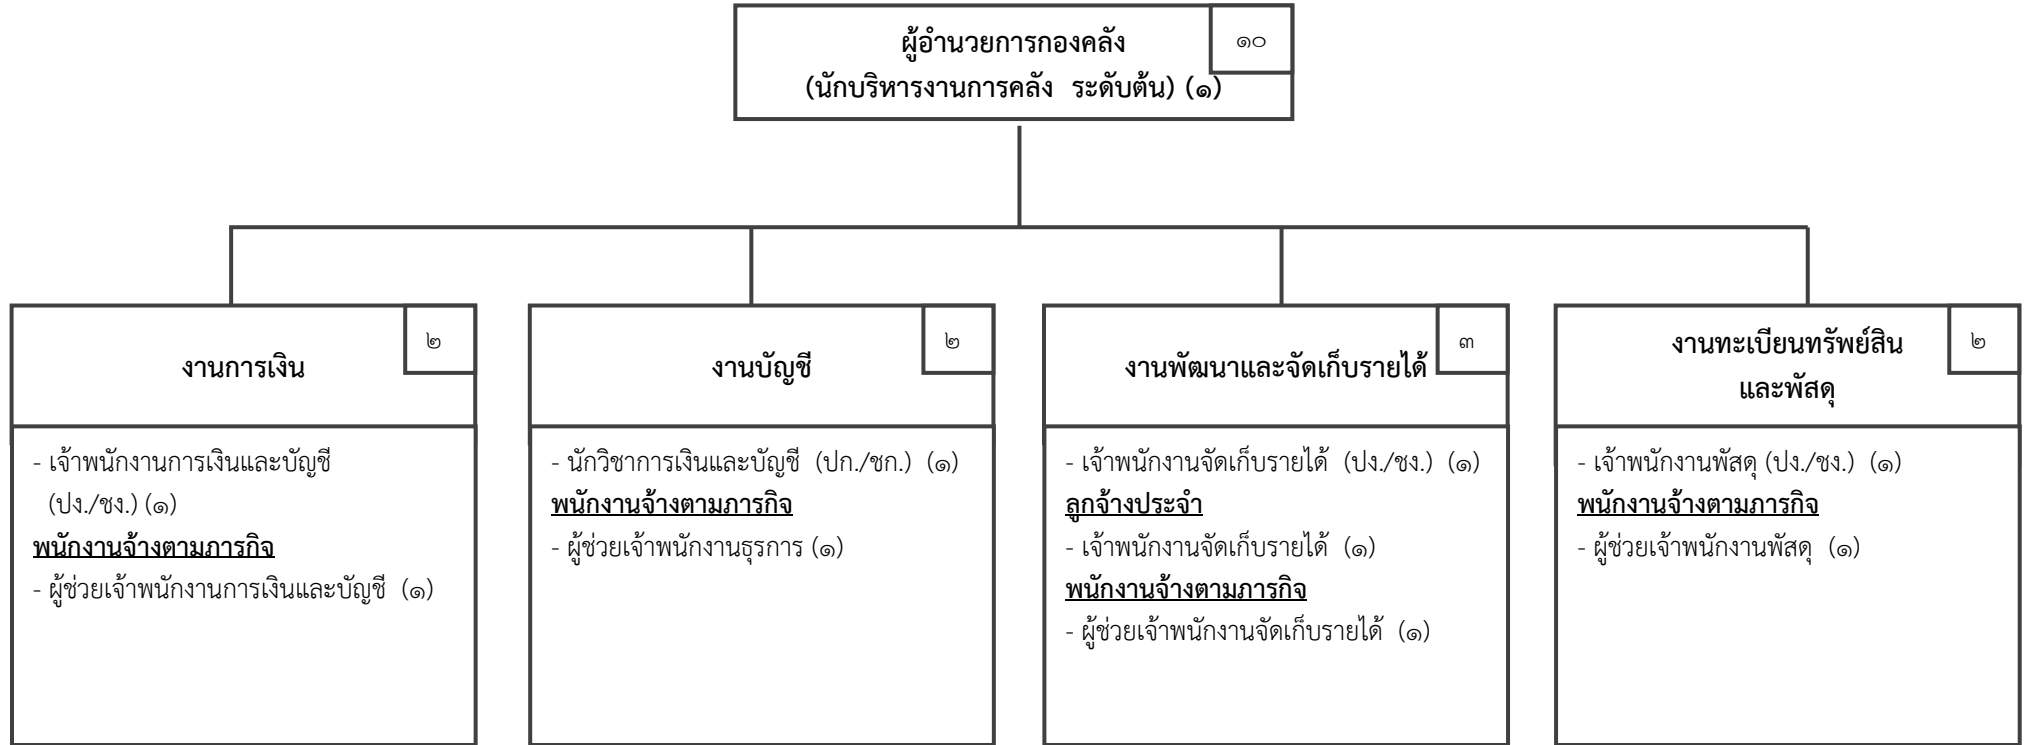 ผู้อำนวยการกองคลัง
๑๐
(นักบริหารงานการคลัง ระดับต้น) (๑)
งานการเงิน
๒
- เจ้าพนักงานการเงินและบัญชี
(ปง./ชง.) (๑)
พนักงานจ้างตามภารกิจ
- ผู้ช่วยเจ้าพนักงานการเงินและบัญชี (๑)
งานบัญชี
๒
- นักวิชาการเงินและบัญชี (ปก./ชก.) (๑)
พนักงานจ้างตามภารกิจ
- ผู้ช่วยเจ้าพนักงานธุรการ (๑)
งานพัฒนาและจัดเก็บรายได้
๓
- เจ้าพนักงานจัดเก็บรายได้ (ปง./ชง.) (๑)
ลูกจ้างประจำ
- เจ้าพนักงานจัดเก็บรายได้ (๑)
พนักงานจ้างตามภารกิจ
- ผู้ช่วยเจ้าพนักงานจัดเก็บรายได้ (๑)
งานทะเบียนทรัพย์สิน
และพัสดุ
๒
- เจ้าพนักงานพัสดุ (ปง./ชง.) (๑)
พนักงานจ้างตามภารกิจ
- ผู้ช่วยเจ้าพนักงานพัสดุ (๑)